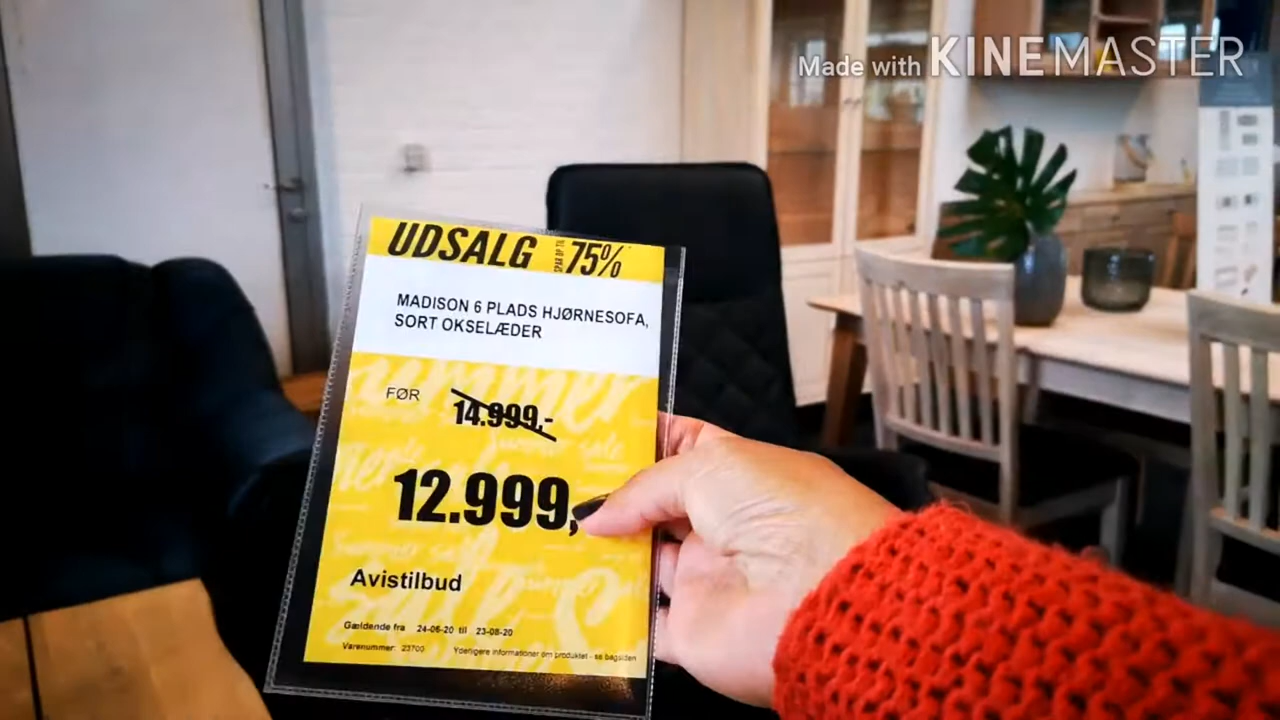 Made with KINEMASTER
UDSALG SPAR OP TIL 75%
MADISON 6 PLADS HJØRNESOFA,
SORT OKSELÆDER
FØR 14.999,-
12.999,
Avistilbud
Gældende fra 24-06-20 til 23-08-20
Varenummer: 23700 Yderligere informationer om produktet - se bagsiden